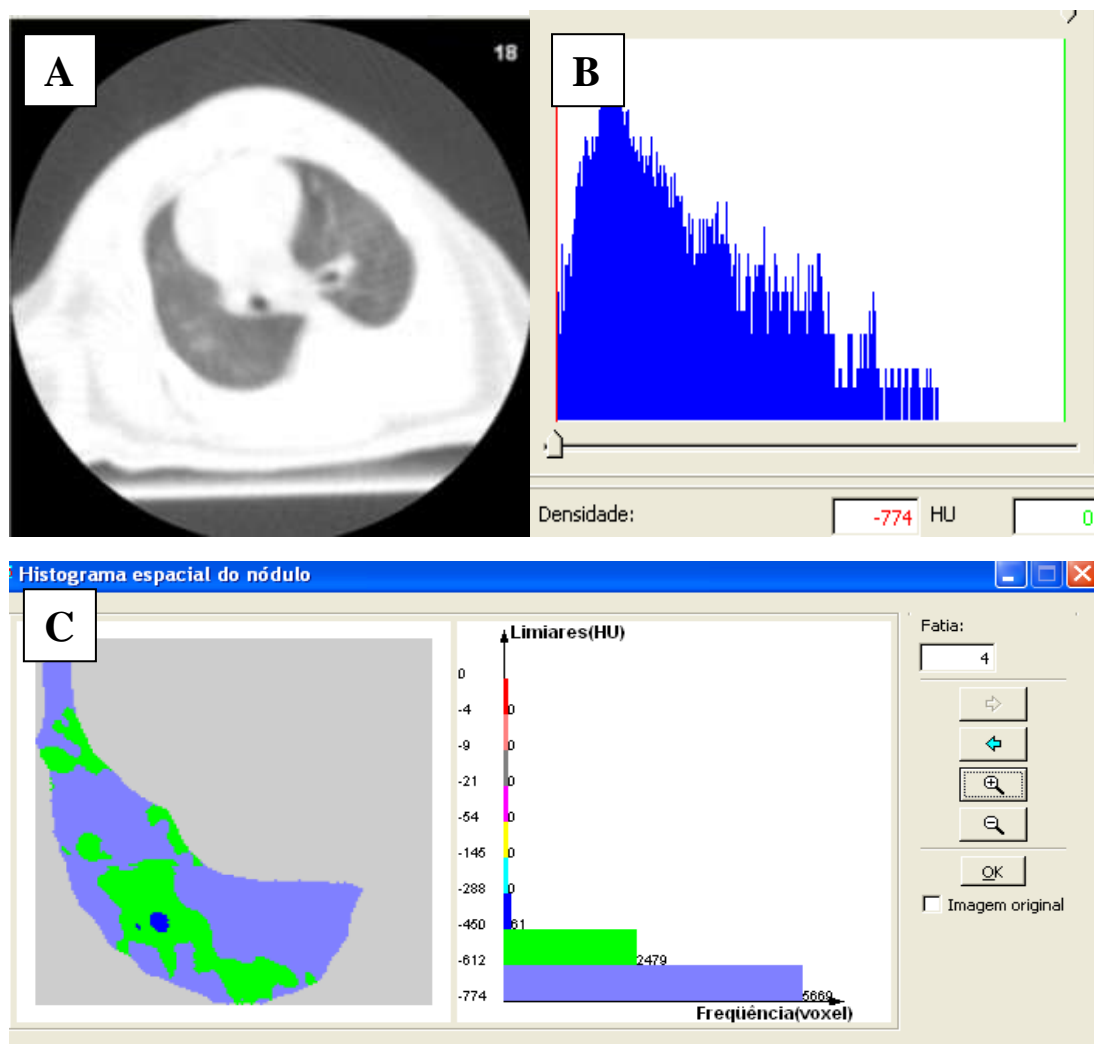 A
18
B
Densidade:
-774 HU
0
Histograma espacial do nódulo
C
Limiares(HU)
0
-4 0
-9 0
-21 0
-54 0
-145 0
-288 0
-450 61
-612 2479
-774 5669
Freqüência(voxel)
Fatia:
4
OK
Imagem original